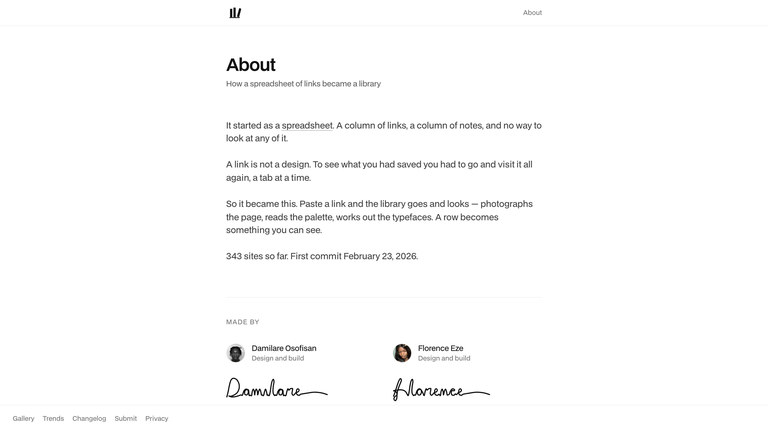 About
About
How a spreadsheet of links became a library
It started as a spreadsheet. A column of links, a column of notes, and no way to
look at any of it.
A link is not a design. To see what you had saved you had to go and visit it all
again, a tab at a time.
So it became this. Paste a link and the library goes and looks — photographs
the page, reads the palette, works out the typefaces. A row becomes
something you can see.
343 sites so far. First commit February 23, 2026.
MADE BY
Damilare Osofisan
Design and build
Florence Eze
Design and build
Damilare
Florence
Gallery Trends Changelog Submit Privacy